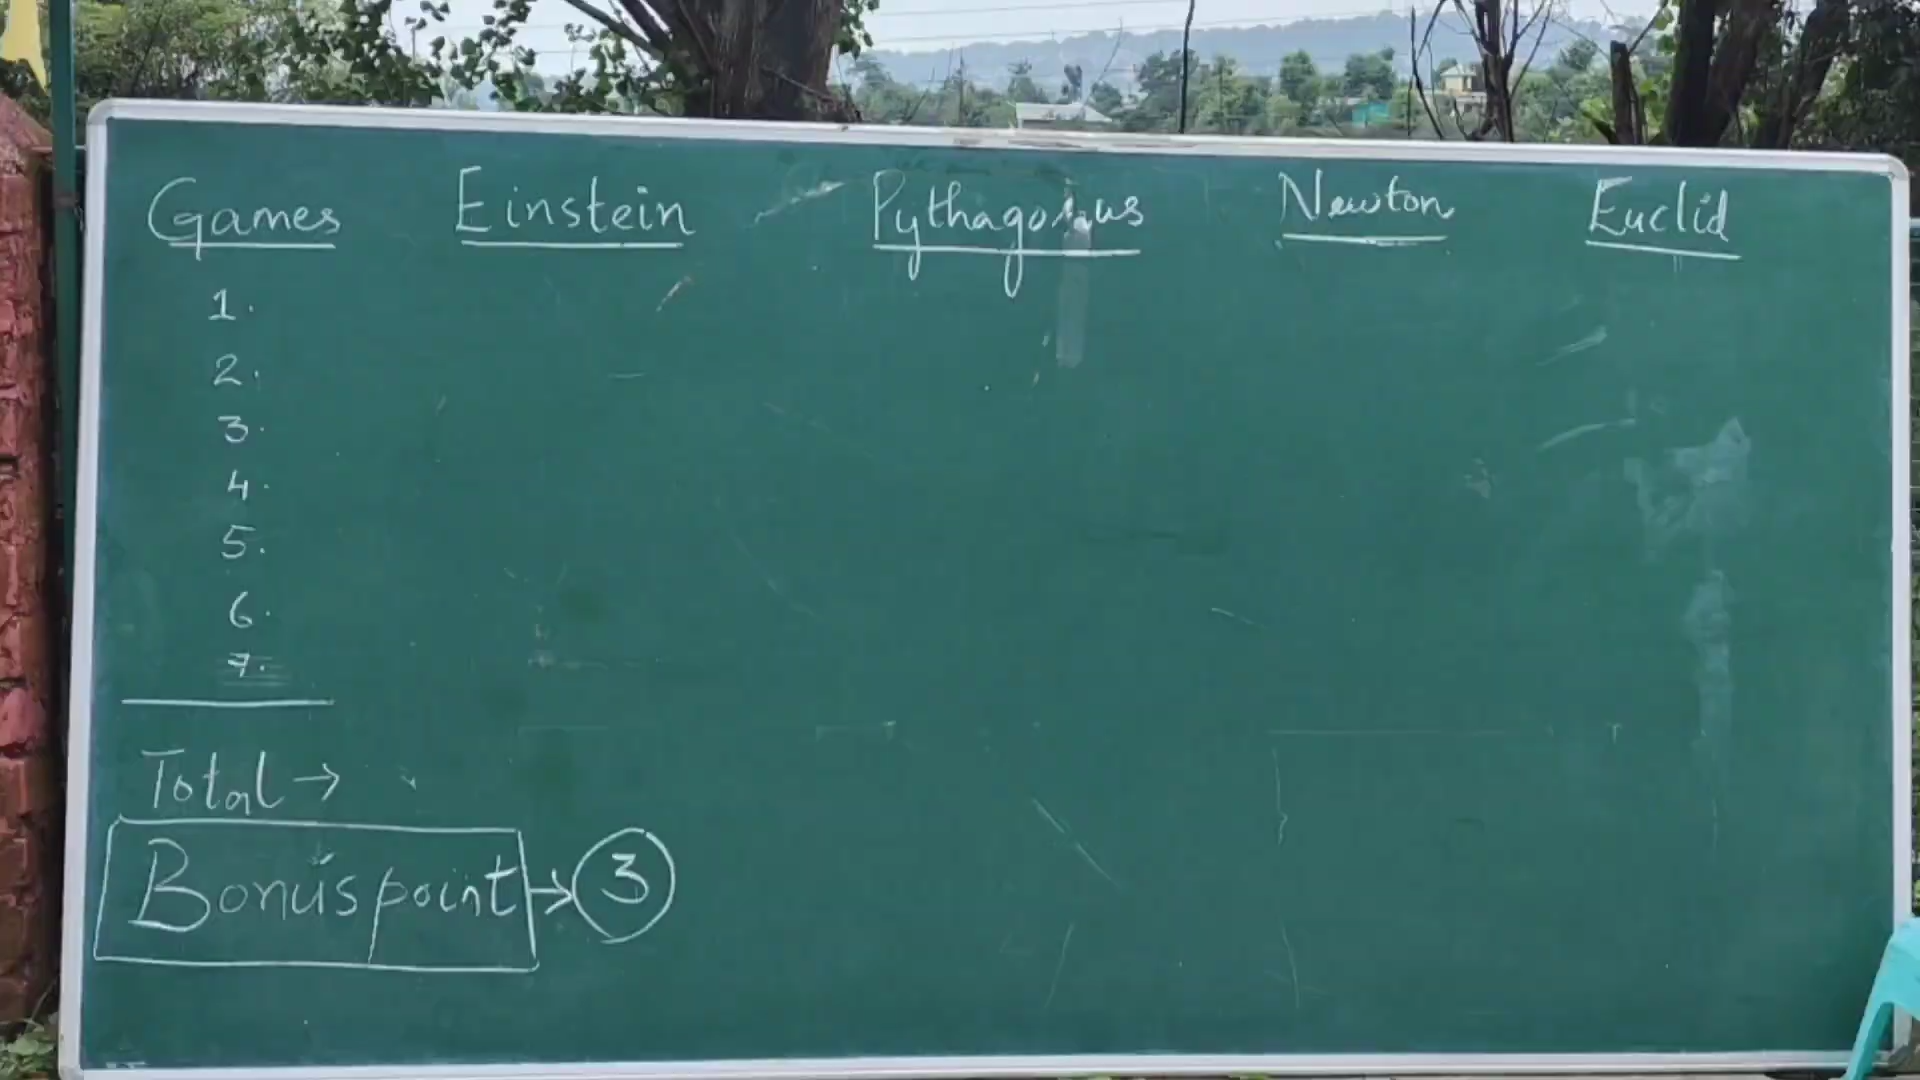 Games Einstein Pythagorus Newton Euclid
1.
2.
3.
4.
5.
6.
7.
Total →
Bonus point → 3